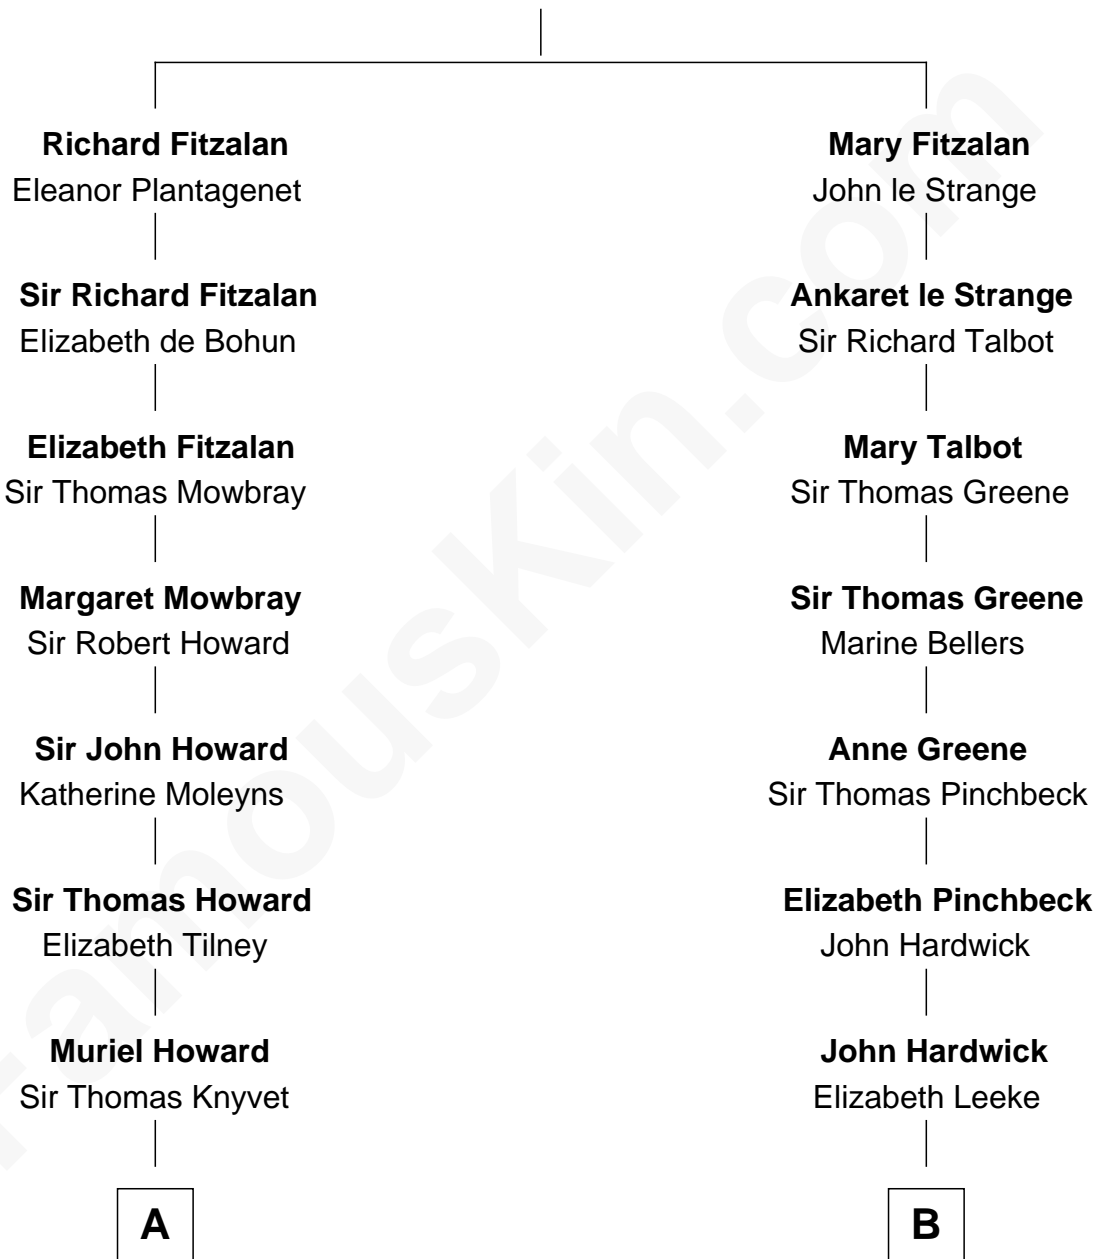 Richard Fitzalan
Eleanor Plantagenet
Sir Richard Fitzalan
Elizabeth de Bohun
Elizabeth Fitzalan
Sir Thomas Mowbray
Margaret Mowbray
Sir Robert Howard
Sir John Howard
Katherine Moleyns
Sir Thomas Howard
Elizabeth Tilney
Muriel Howard
Sir Thomas Knyvet
A
Mary Fitzalan
John le Strange
Ankaret le Strange
Sir Richard Talbot
Mary Talbot
Sir Thomas Greene
Sir Thomas Greene
Marine Bellers
Anne Greene
Sir Thomas Pinchbeck
Elizabeth Pinchbeck
John Hardwick
John Hardwick
Elizabeth Leeke
B
FamousKin.com